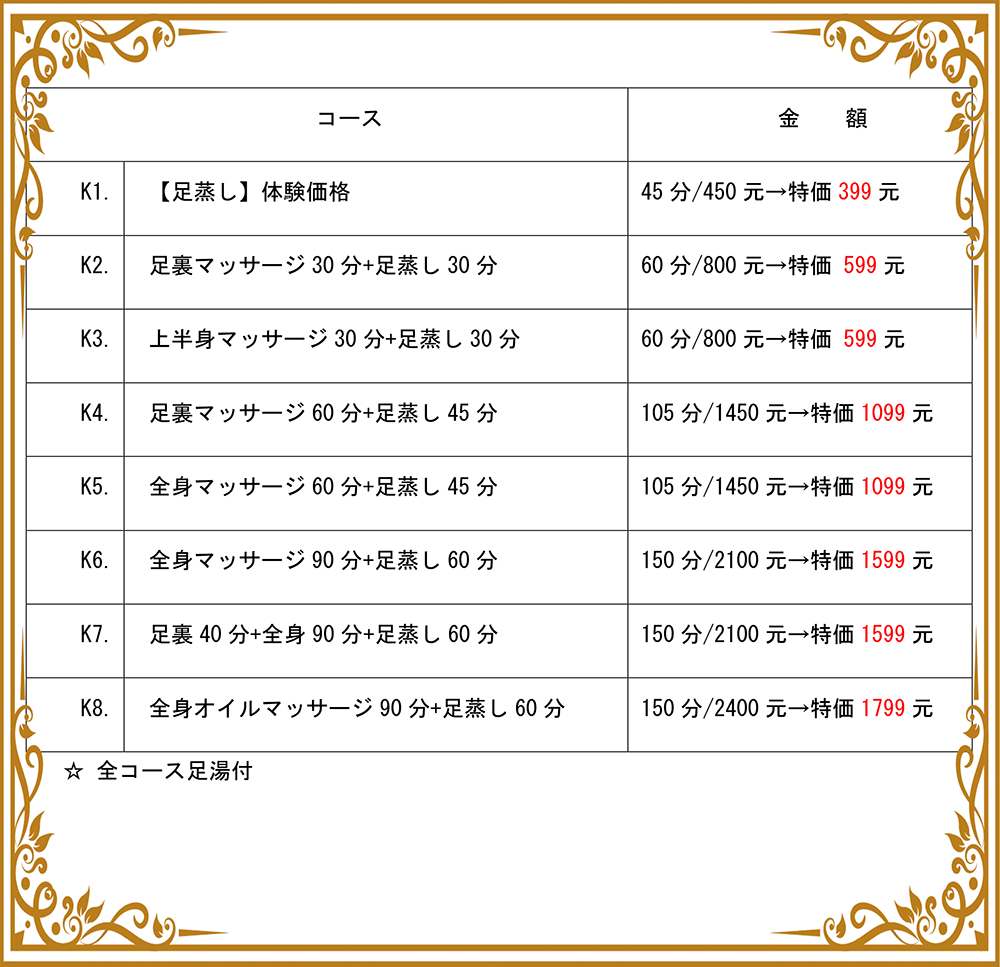 コース 金 額
K1. 【足蒸し】体験価格 45 分/450 元→特価 399 元
K2. 足裏マッサージ 30 分+足蒸し 30 分 60 分/800 元→特価 599 元
K3. 上半身マッサージ 30 分+足蒸し 30 分 60 分/800 元→特価 599 元
K4. 足裏マッサージ 60 分+足蒸し 45 分 105 分/1450 元→特価 1099 元
K5. 全身マッサージ 60 分+足蒸し 45 分 105 分/1450 元→特価 1099 元
K6. 全身マッサージ 90 分+足蒸し 60 分 150 分/2100 元→特価 1599 元
K7. 足裏 40 分+全身 90 分+足蒸し 60 分 150 分/2100 元→特価 1599 元
K8. 全身オイルマッサージ 90 分+足蒸し 60 分 150 分/2400 元→特価 1799 元
☆ 全コース足湯付